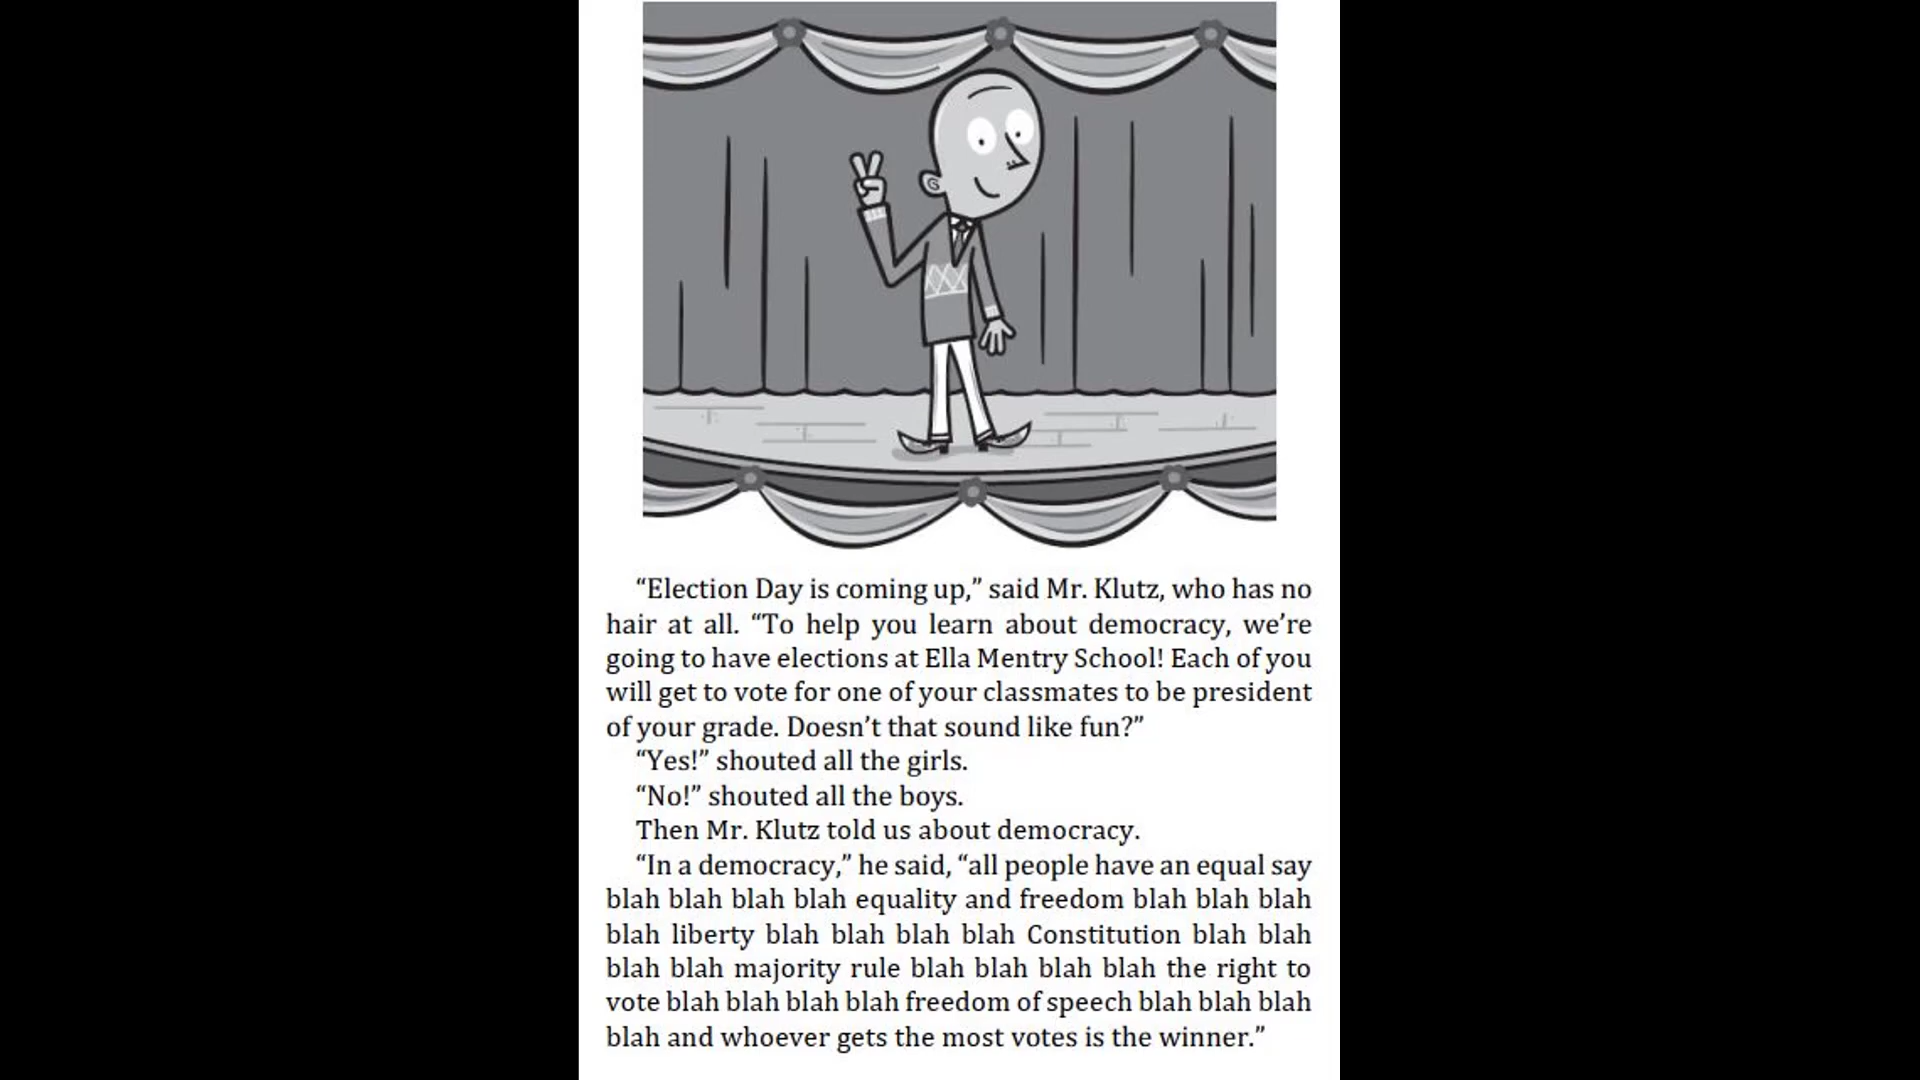 “Election Day is coming up,” said Mr. Klutz, who has no
hair at all. “To help you learn about democracy, we’re
going to have elections at Ella Mentry School! Each of you
will get to vote for one of your classmates to be president
of your grade. Doesn’t that sound like fun?”
“Yes!” shouted all the girls.
“No!” shouted all the boys.
Then Mr. Klutz told us about democracy.
“In a democracy,” he said, “all people have an equal say
blah blah blah blah equality and freedom blah blah blah
blah liberty blah blah blah blah Constitution blah blah
blah blah majority rule blah blah blah blah the right to
vote blah blah blah blah freedom of speech blah blah blah
blah and whoever gets the most votes is the winner.”